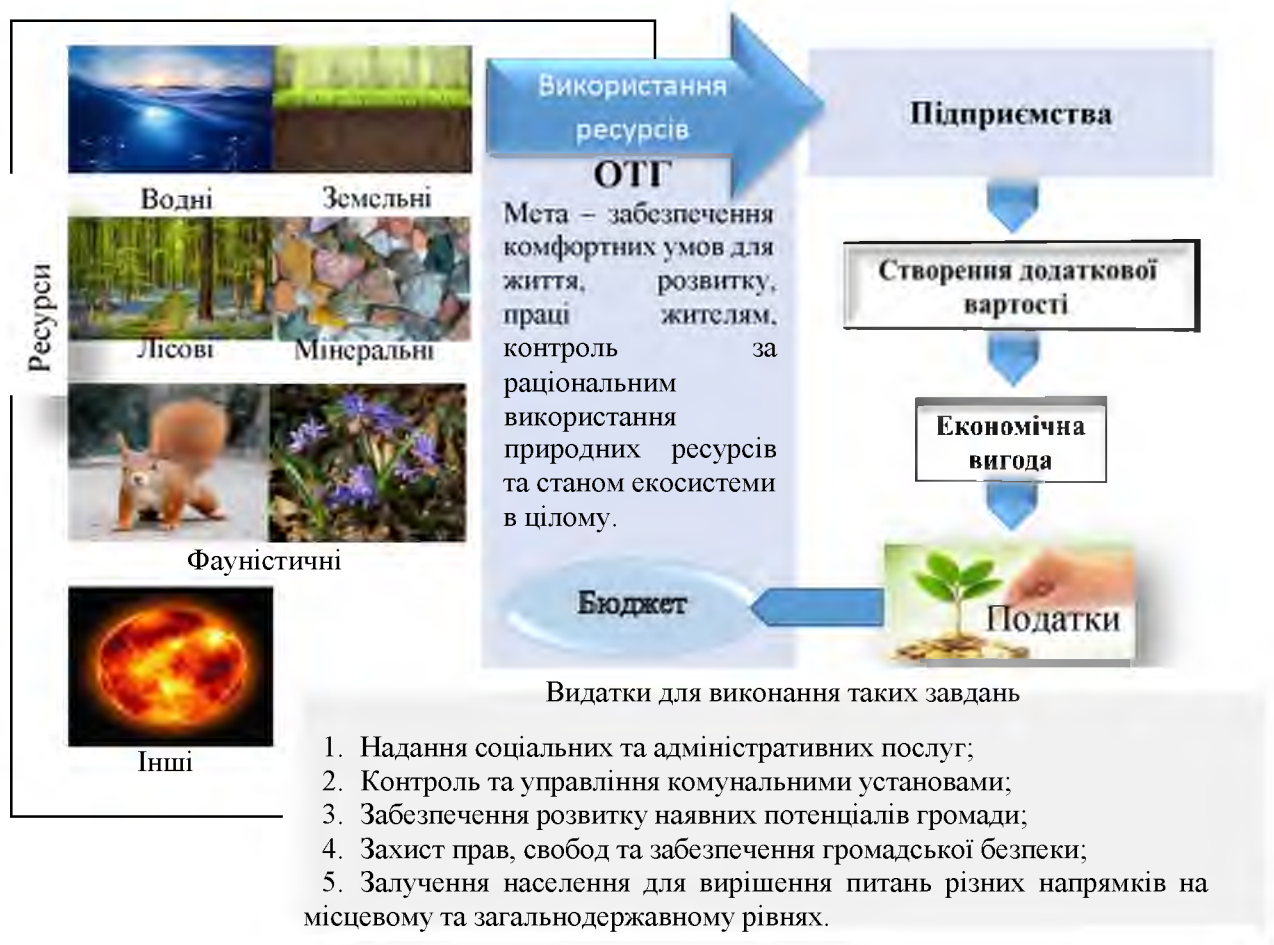 Ресурси
Водні
Земельні
Лісові
Мінеральні
Фауністичні
Інші
Використання
ресурсів
ОТГ
Мета – забезпечення
комфортних умов для
життя, розвитку,
праці жителям,
контроль за
раціональним
використання
природних ресурсів
та станом екосистеми
в цілому.
Бюджет
Підприємства
Створення додаткової
вартості
Економічна
вигода
Податки
Видатки для виконання таких завдань
1. Надання соціальних та адміністративних послуг;
2. Контроль та управління комунальними установами;
3. Забезпечення розвитку наявних потенціалів громади;
4. Захист прав, свобод та забезпечення громадської безпеки;
5. Залучення населення для вирішення питань різних напрямків на
місцевому та загальнодержавному рівнях.